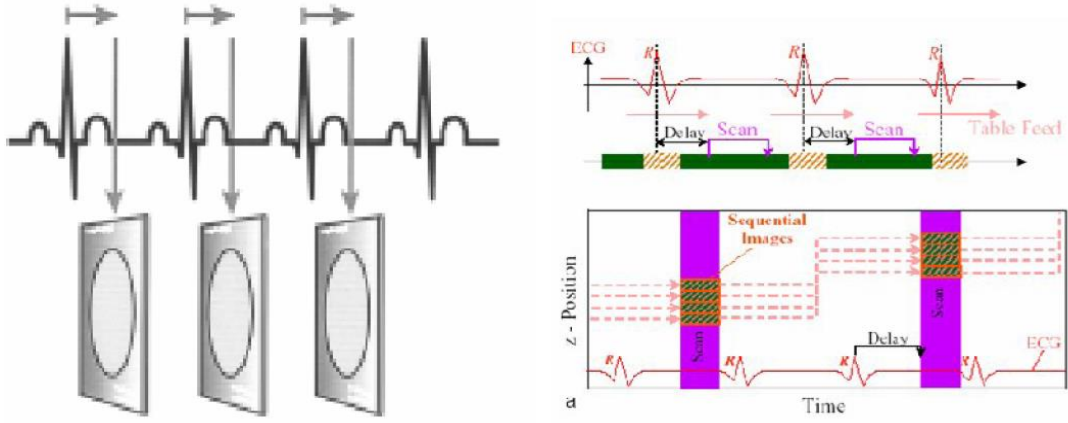 ECG
R
R
R
Table Feed
Delay
Scan
Delay
Scan
Sequential
Images
Z - Position
Scan
Scan
Delay
ECG
R
R
R
R
a
Time